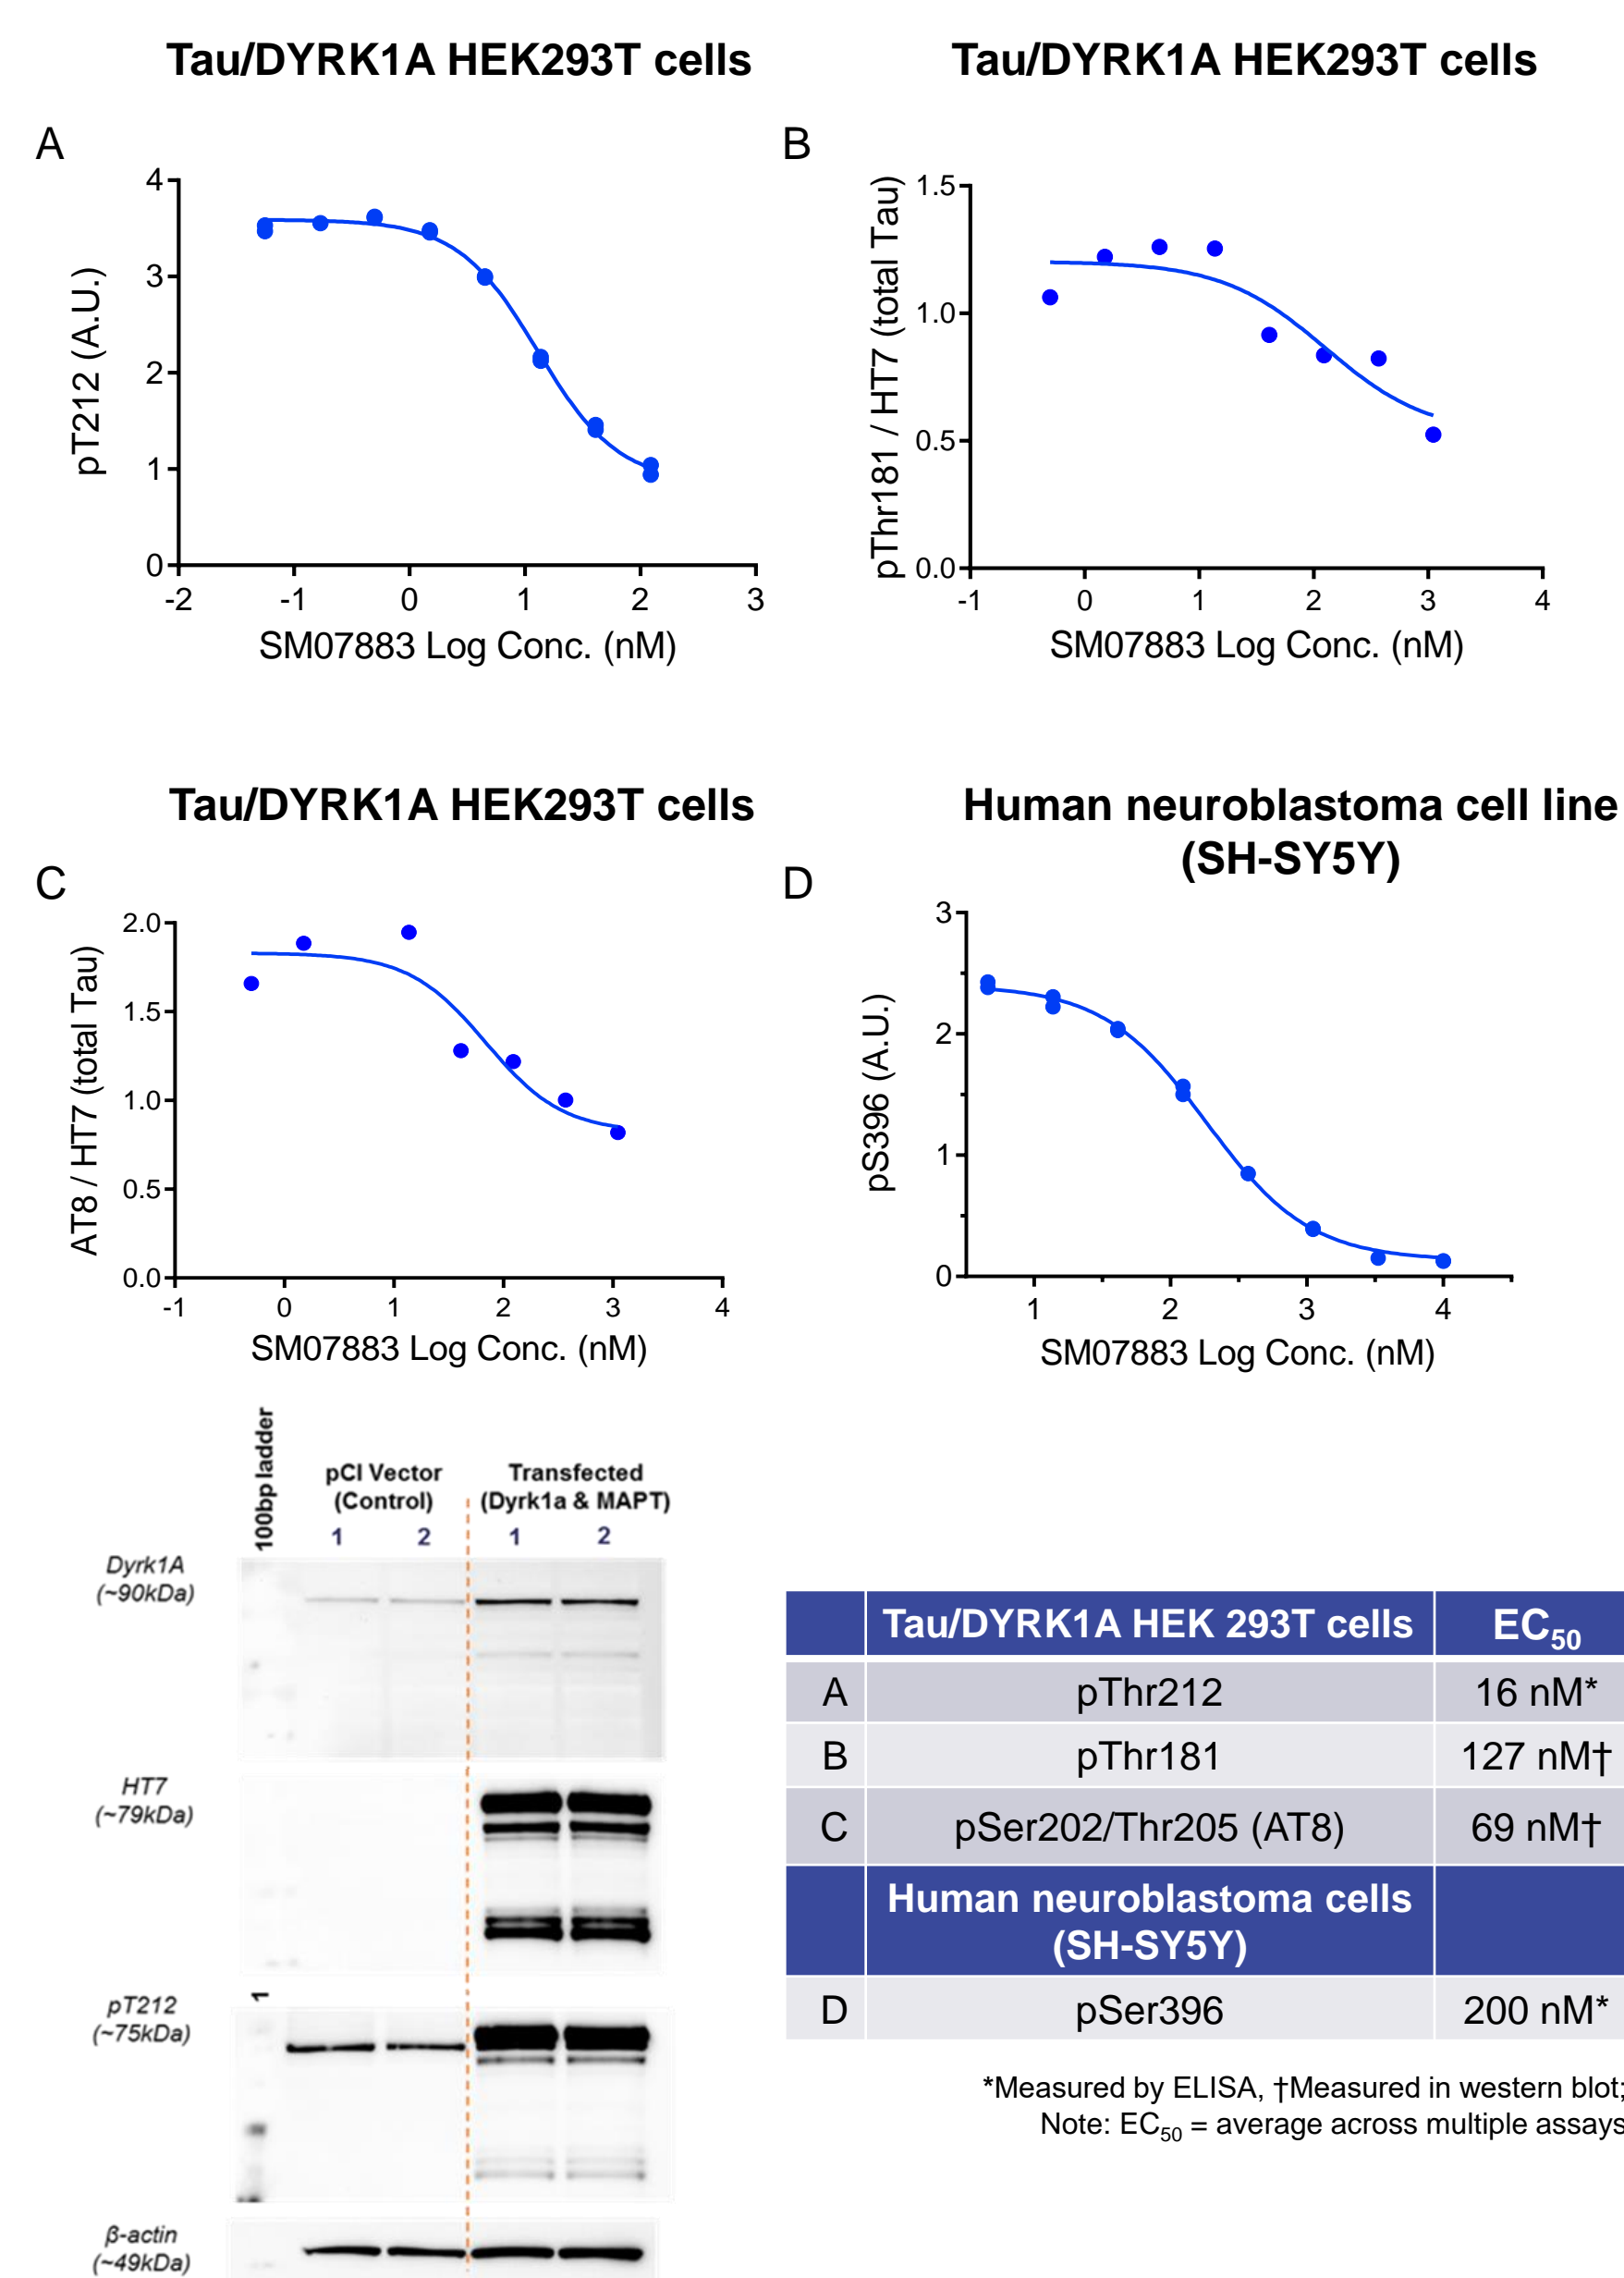 Tau/DYRK1A HEK293T cells
Tau/DYRK1A HEK293T cells
A
4
3
2
1
0
pT212 (A.U.)
-2 -1 0 1 2 3
SM07883 Log Conc. (nM)
B
1.5
1.0
0.5
0.0
pThr181 / HT7 (total Tau)
-1 0 1 2 3 4
SM07883 Log Conc. (nM)
Tau/DYRK1A HEK293T cells
Human neuroblastoma cell line
(SH-SY5Y)
C
2.0
1.5
1.0
0.5
0.0
AT8 / HT7 (total Tau)
-1 0 1 2 3 4
SM07883 Log Conc. (nM)
D
3
2
1
0
pS396 (A.U.)
1 2 3 4
SM07883 Log Conc. (nM)
100bp ladder
pCI Vector
(Control)
Transfected
(Dyrk1a & MAPT)
1 2 1 2
Dyrk1A
(~90kDa)
HT7
(~79kDa)
1
pT212
(~75kDa)
β-actin
(~49kDa)
Tau/DYRK1A HEK 293T cells EC50
A pThr212 16 nM*
B pThr181 127 nM†
C pSer202/Thr205 (AT8) 69 nM†
Human neuroblastoma cells
(SH-SY5Y)
D pSer396 200 nM*
*Measured by ELISA, †Measured in western blot;
Note: EC50 = average across multiple assays